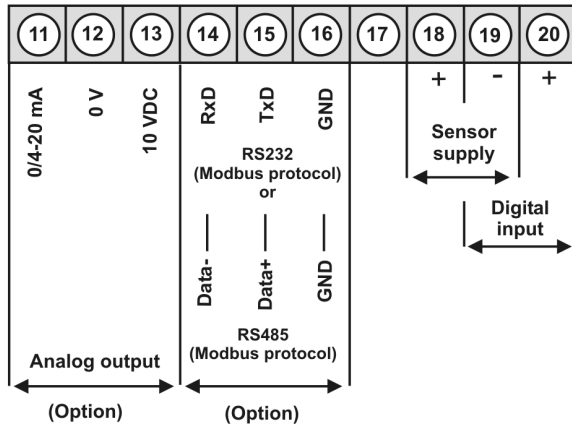 11 12 13 14 15 16 17 18 19 20
+ - +
0/4-20 mA
0 V
10 VDC
RxD
TxD
GND
RS232
(Modbus protocol)
or
Data-
Data+
GND
RS485
(Modbus protocol)
Sensor
supply
Digital
input
Analog output
(Option)
(Option)